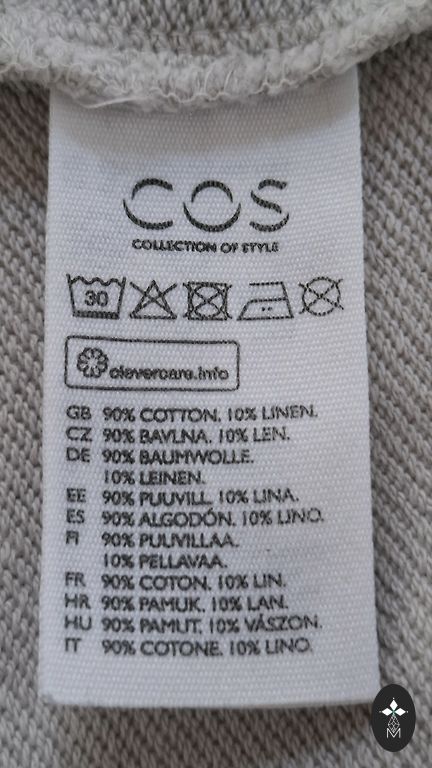 COS
COLLECTION OF STYLE
30
clevercare.info
GB 90% COTTON, 10% LINEN.
CZ 90% BAVLNA, 10% LEN.
DE 90% BAUMWOLLE,
10% LEINEN.
EE 90% PUUVILL, 10% LINA.
ES 90% ALGODÓN, 10% LINO.
FI 90% PUUVILLAA,
10% PELLAVAA.
FR 90% COTON, 10% LIN.
HR 90% PAMUK, 10% LAN.
HU 90% PAMUT, 10% VÁSZON.
IT 90% COTONE, 10% LINO.
M